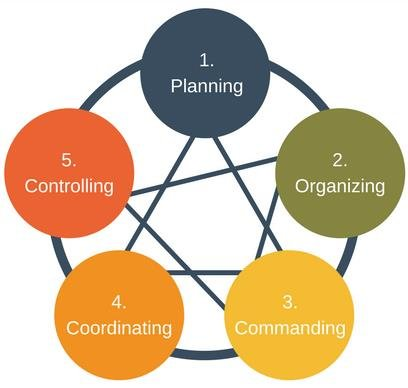 1.
Planning
2.
Organizing
3.
Commanding
4.
Coordinating
5.
Controlling